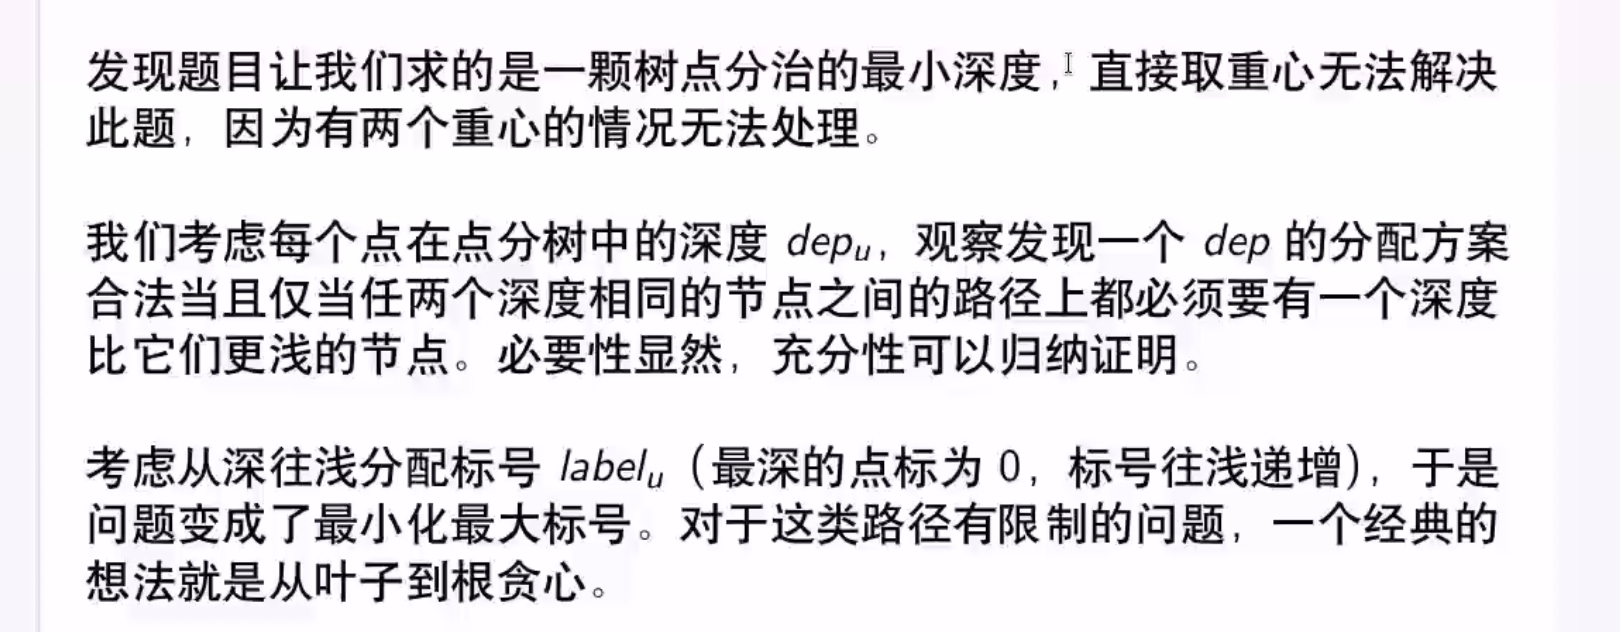 发现题目让我们求的是一颗树点分治的最小深度，直接取重心无法解决
此题，因为有两个重心的情况无法处理。
我们考虑每个点在点分树中的深度 depᵤ，观察发现一个 dep 的分配方案
合法当且仅当任两个深度相同的节点之间的路径上都必须要有一个深度
比它们更浅的节点。必要性显然，充分性可以归纳证明。
考虑从深往浅分配标号 labelᵤ（最深的点标为 0，标号往浅递增），于是
问题变成了最小化最大标号。对于这类路径有限制的问题，一个经典的
想法就是从叶子到根贪心。